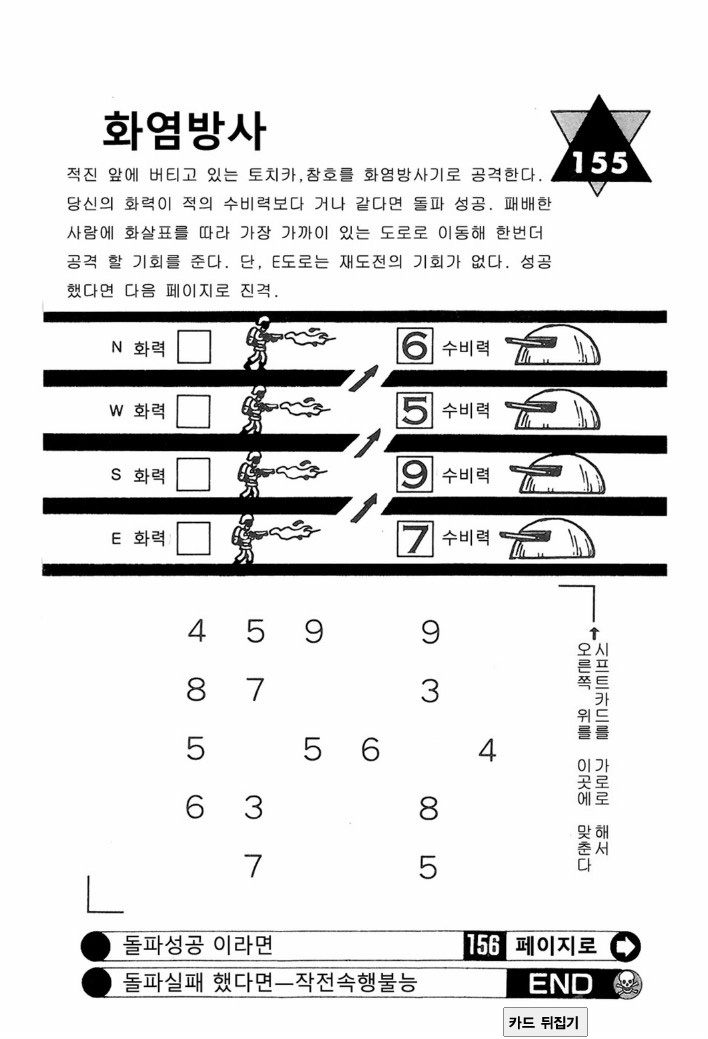 화염방사
155
적진 앞에 버티고 있는 토치카,참호를 화염방사기로 공격한다.
당신의 화력이 적의 수비력보다 거나 같다면 돌파 성공. 패배한
사람에 화살표를 따라 가장 가까이 있는 도로로 이동해 한번더
공격 할 기회를 준다. 단, E도로는 재도전의 기회가 없다. 성공
했다면 다음 페이지로 진격.
N 화력 6 수비력
W 화력 5 수비력
S 화력 9 수비력
E 화력 7 수비력
4 5 9 9
8 7 3
5 5 6 4
6 3 8
7 5
시프트카드를 가로로 해서
오른쪽 위를 이곳에 맞춘다
돌파성공 이라면 156 페이지로
돌파실패 했다면—작전속행불능 END
카드 뒤집기